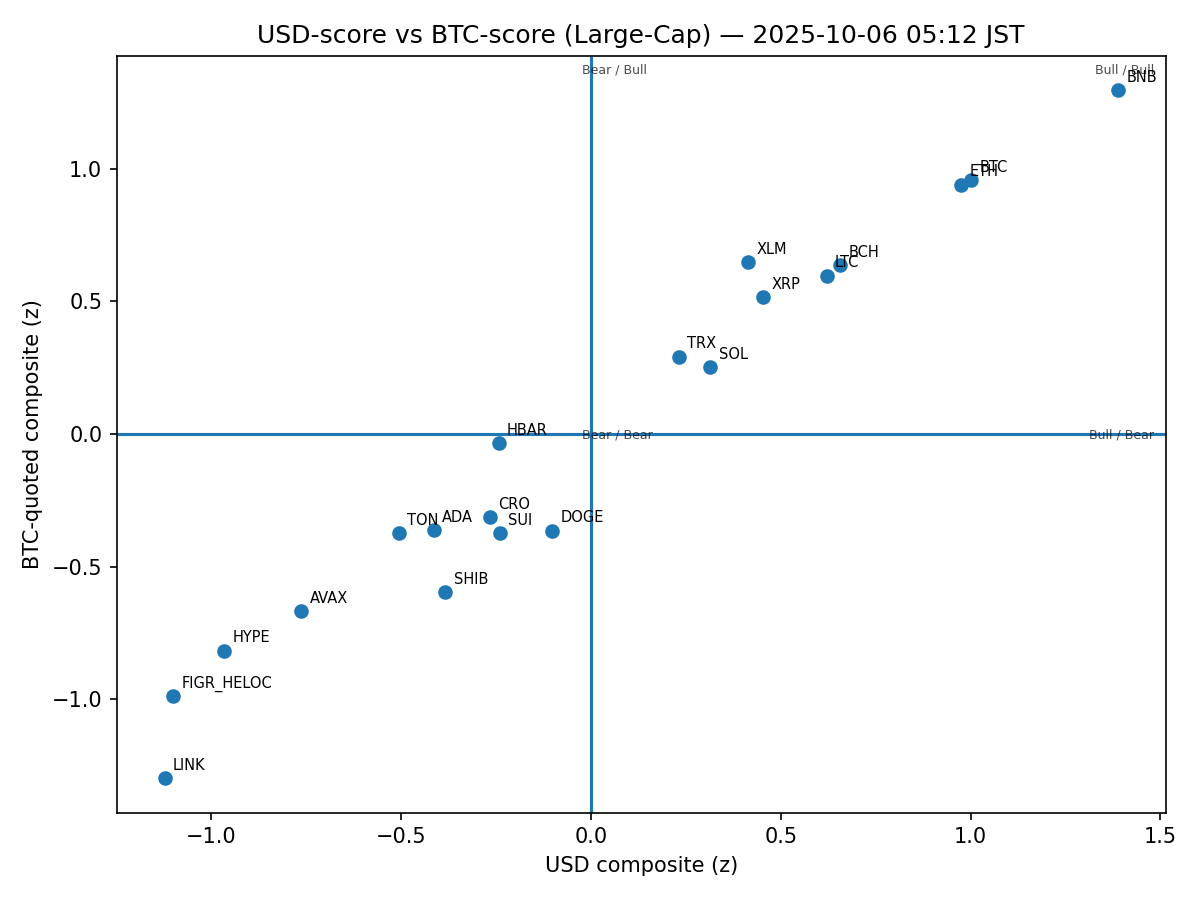 USD-score vs BTC-score (Large-Cap) — 2025-10-06 05:12 JST
Bear / Bull
Bull / Bull
BNB
BTC
ETH
XLM
BCH
LTC
XRP
TRX
SOL
HBAR
Bear / Bear
Bull / Bear
CRO
TON
ADA
SUI
DOGE
SHIB
AVAX
HYPE
FIGR_HELOC
LINK
1.0
0.5
0.0
−0.5
−1.0
BTC-quoted composite (z)
−1.0
−0.5
0.0
0.5
1.0
1.5
USD composite (z)